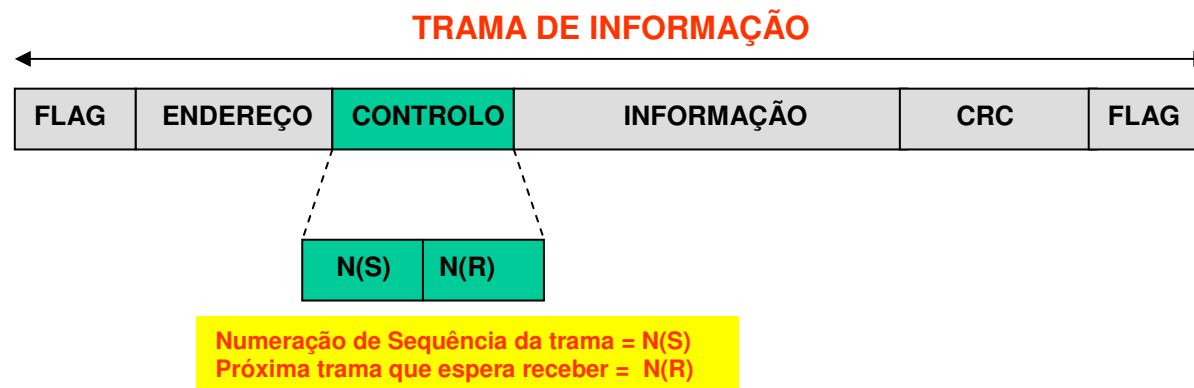 TRAMA DE INFORMAÇÃO
FLAG ENDEREÇO CONTROLO INFORMAÇÃO CRC FLAG
N(S) N(R)
Numeração de Sequência da trama = N(S)
Próxima trama que espera receber = N(R)